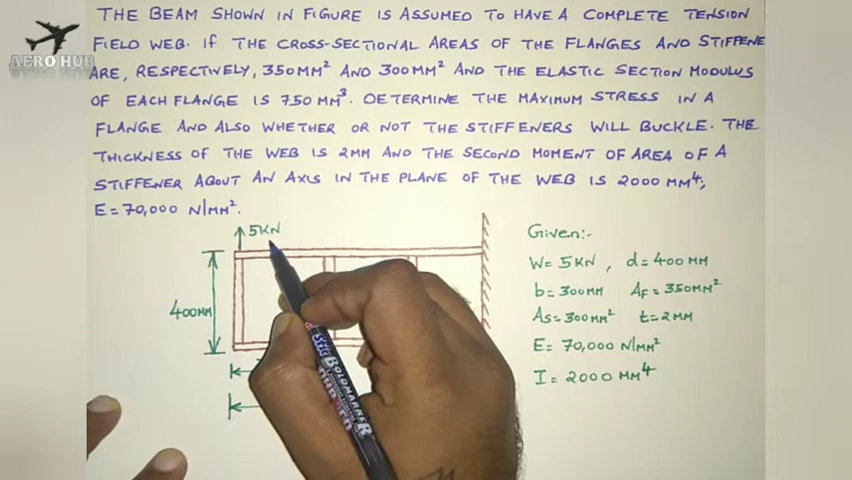 THE BEAM SHOWN IN FIGURE IS ASSUMED TO HAVE A COMPLETE TENSION
FIELD WEB. IF THE CROSS-SECTIONAL AREAS OF THE FLANGES AND STIFFENE
ARE, RESPECTIVELY, 350MM² AND 300MM² AND THE ELASTIC SECTION MODULUS
OF EACH FLANGE IS 750 MM³. DETERMINE THE MAXIMUM STRESS IN A
FLANGE AND ALSO WHETHER OR NOT THE STIFFENERS WILL BUCKLE. THE
THICKNESS OF THE WEB IS 2MM AND THE SECOND MOMENT OF AREA OF A
STIFFENER ABOUT AN AXIS IN THE PLANE OF THE WEB IS 2000 MM⁴;
E= 70,000 N/MM².
AERO HUB
5KN
400MM
Given:-
W= 5KN , d= 400 MM
b= 300MM AF= 350MM²
As= 300MM² t= 2MM
E= 70,000 N/MM²
I= 2000 MM⁴